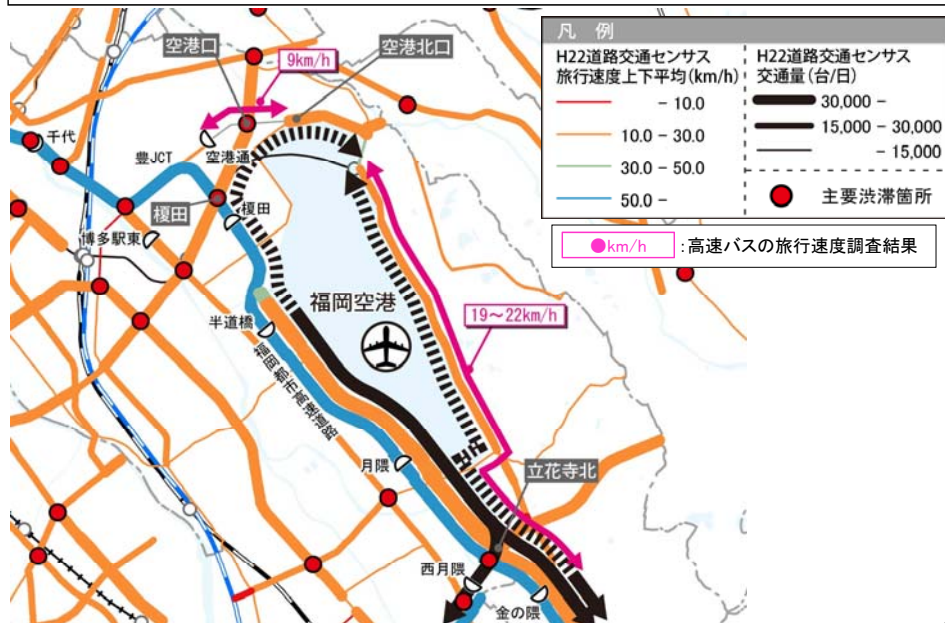 空港口
空港北口
9km/h
千代
豊JCT
空港通
榎田
榎田
博多駅東
半道橋
福岡空港
福岡都市高速道路
19～22km/h
月隈
立花寺北
西月隈
金の隈
凡 例
H22道路交通センサス
旅行速度上下平均(km/h)
－10.0
10.0－30.0
30.0－50.0
50.0－
H22道路交通センサス
交通量(台/日)
30,000－
15,000－30,000
－15,000
主要渋滞箇所
●km/h :高速バスの旅行速度調査結果